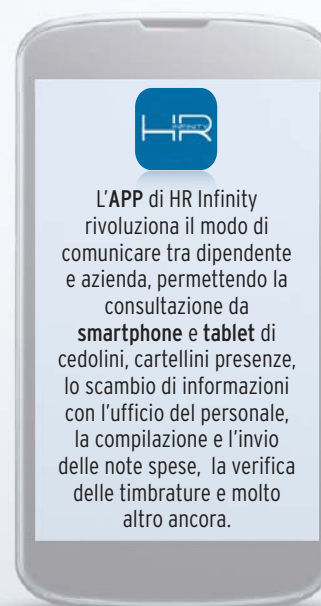 HR
INFINITY
L'APP di HR Infinity
rivoluziona il modo di
comunicare tra dipendente
e azienda, permettendo la
consultazione da
smartphone e tablet di
cedolini, cartellini presenze,
lo scambio di informazioni
con l'ufficio del personale,
la compilazione e l'invio
delle note spese, la verifica
delle timbrature e molto
altro ancora.